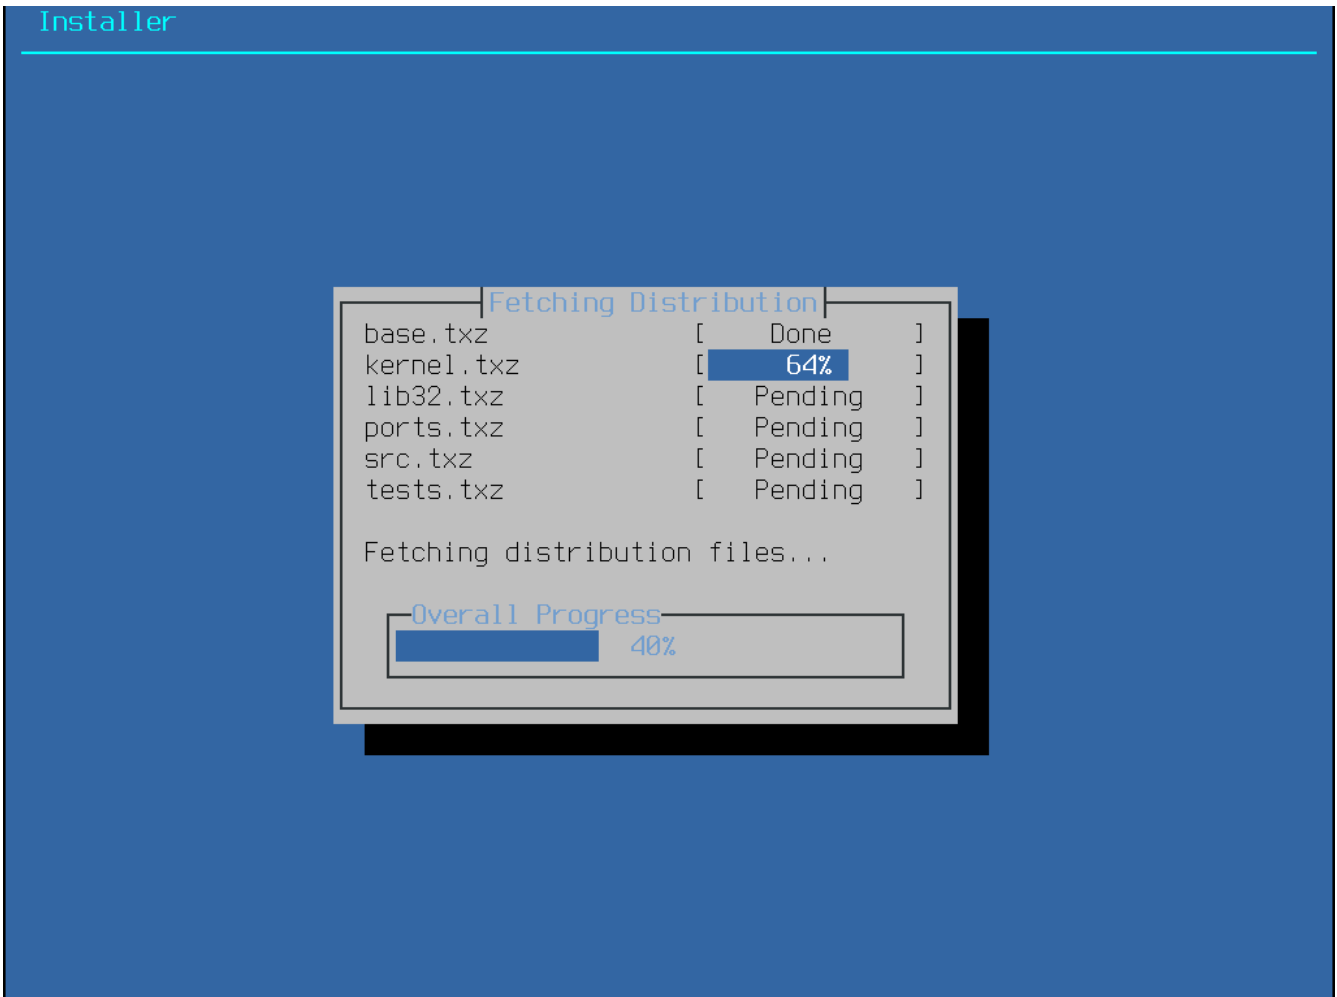 Installer
Fetching Distribution
base.txz [ Done ]
kernel.txz [ 64% ]
lib32.txz [ Pending ]
ports.txz [ Pending ]
src.txz [ Pending ]
tests.txz [ Pending ]
Fetching distribution files...
Overall Progress
40%